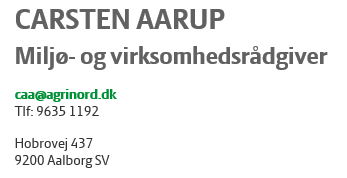 CARSTEN AARUP
Miljø- og virksomhedsrådgiver
caa@agrinord.dk
Tlf: 9635 1192
Hobrovej 437
9200 Aalborg SV